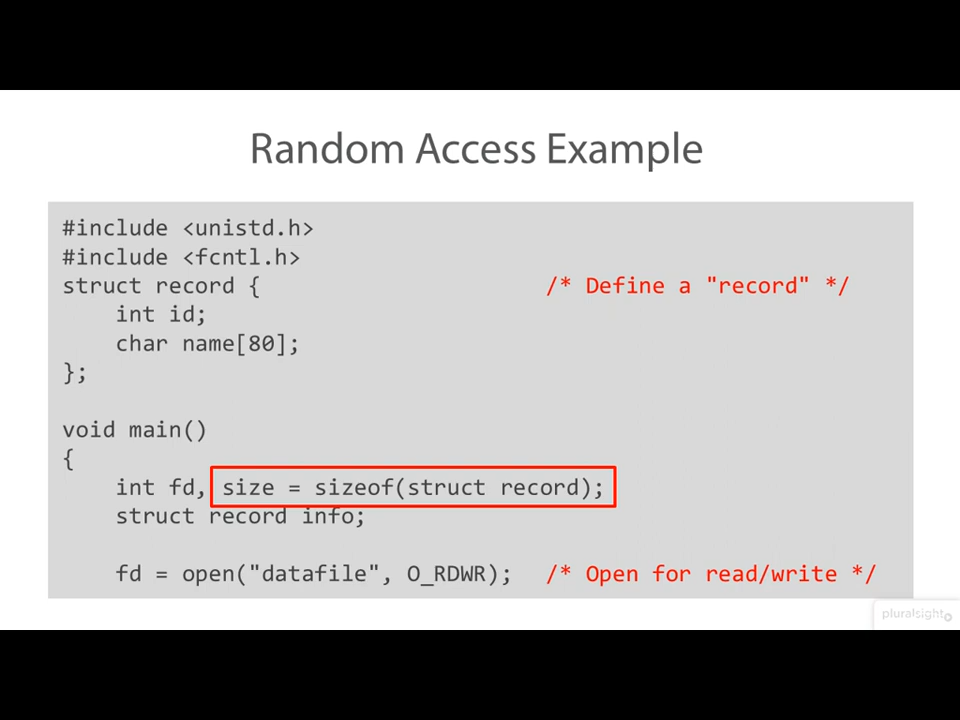 Random Access Example
#include <unistd.h>
#include <fcntl.h>
struct record { /* Define a "record" */
int id;
char name[80];
};
void main()
{
int fd, size = sizeof(struct record);
struct record info;
fd = open("datafile", O_RDWR); /* Open for read/write */
pluralsight